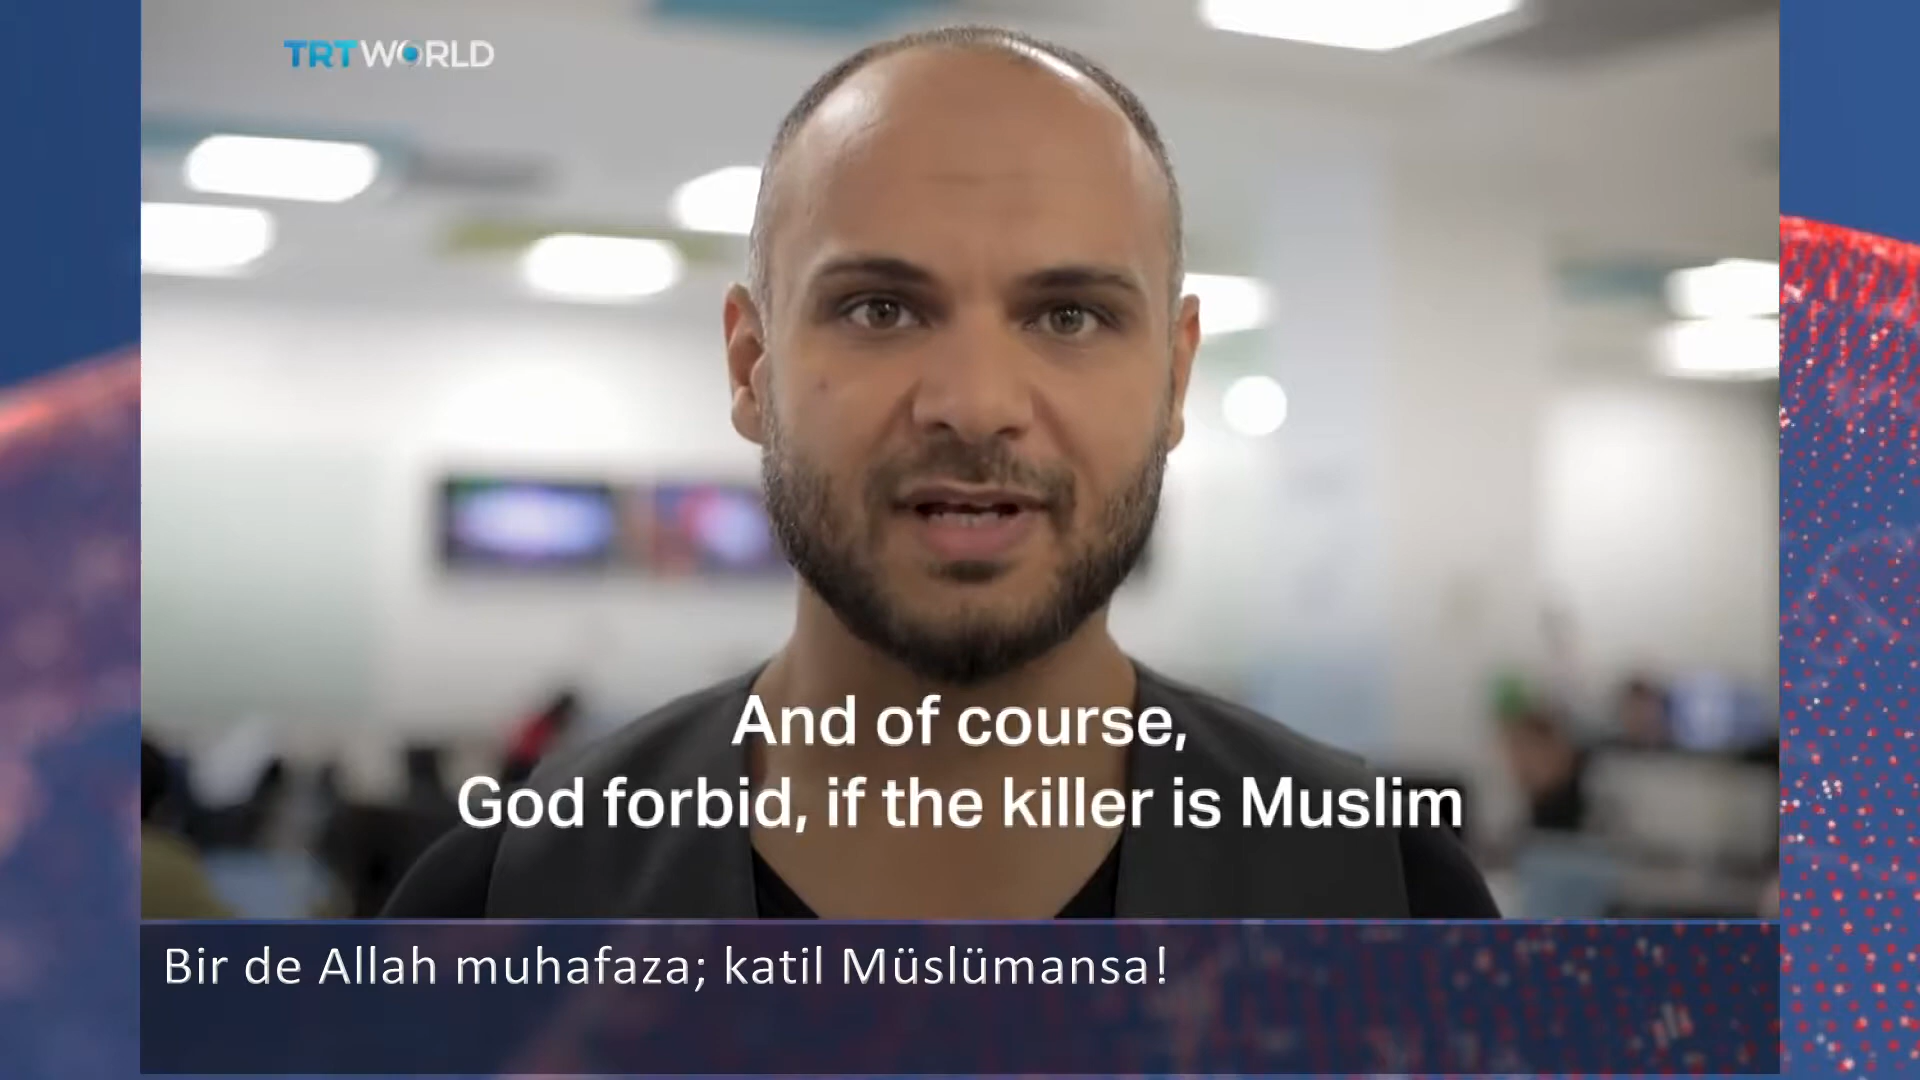 TRT WORLD
And of course,
God forbid, if the killer is Muslim
Bir de Allah muhafaza; katil Müslümansa!